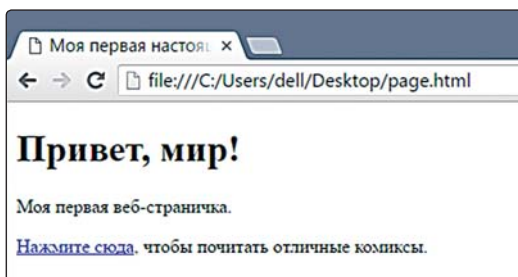 Моя первая настоя
file:///C:/Users/dell/Desktop/page.html
Привет, мир!
Моя первая веб-страничка.
Нажмите сюда, чтобы почитать отличные комиксы.